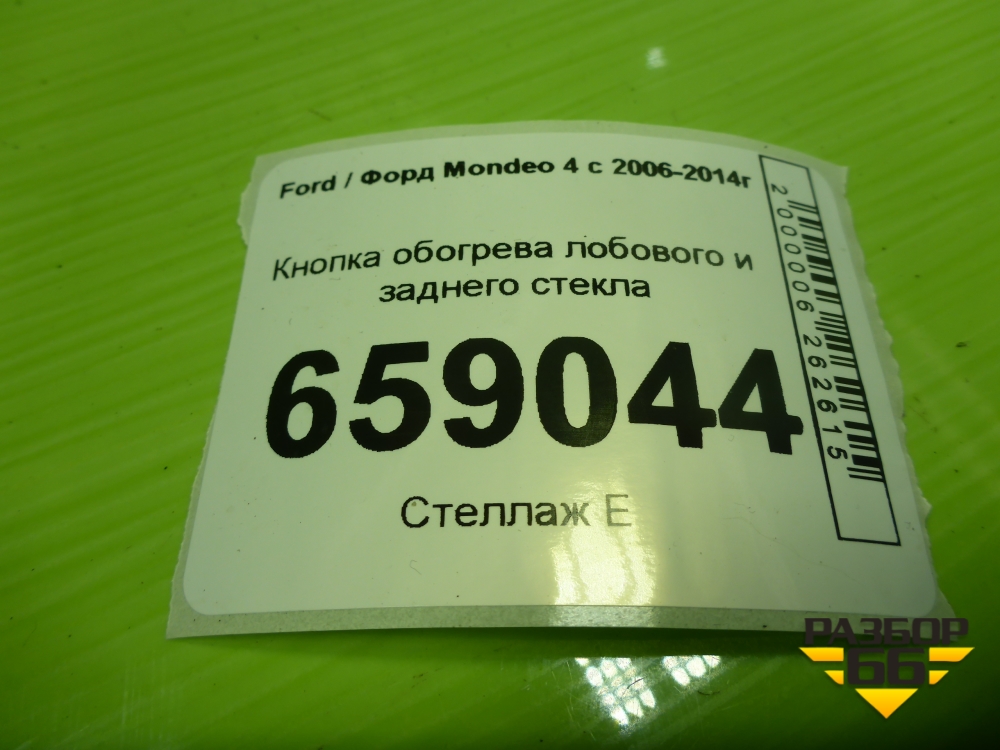 Ford / Форд Mondeo 4 с 2006-2014г
Кнопка обогрева лобового и
заднего стекла
659044
Стеллаж Е
2000006262615
РАЗБОР
66